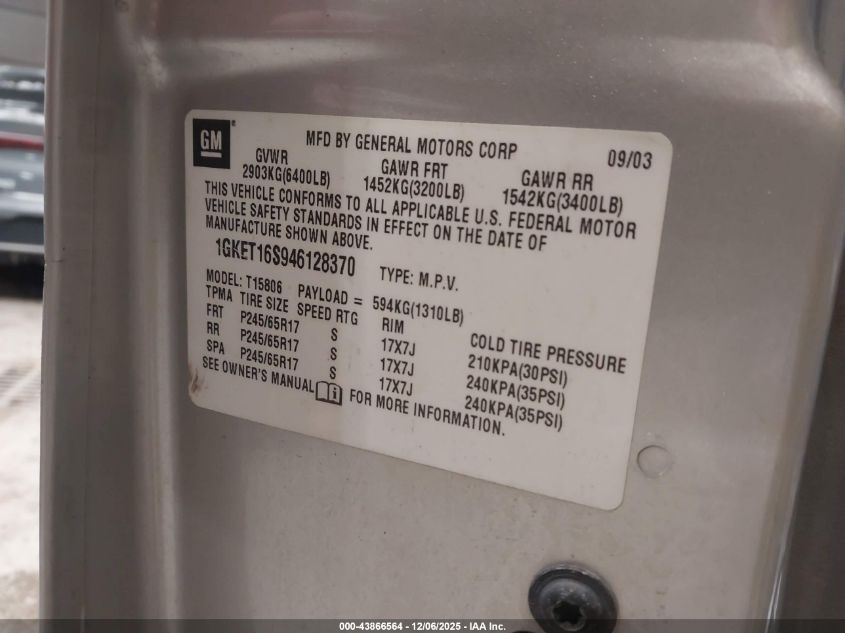 GM
MFD BY GENERAL MOTORS CORP 09/03
GVWR GAWR FRT GAWR RR
2903KG(6400LB) 1452KG(3200LB) 1542KG(3400LB)
THIS VEHICLE CONFORMS TO ALL APPLICABLE U.S. FEDERAL MOTOR
VEHICLE SAFETY STANDARDS IN EFFECT ON THE DATE OF
MANUFACTURE SHOWN ABOVE.
1GKET16S946128370 TYPE: M.P.V.
MODEL: T15806 PAYLOAD = 594KG(1310LB)
TPMA TIRE SIZE SPEED RTG RIM COLD TIRE PRESSURE
FRT P245/65R17 S 17X7J 210KPA(30PSI)
RR P245/65R17 S 17X7J 240KPA(35PSI)
SPA P245/65R17 S 17X7J 240KPA(35PSI)
SEE OWNER'S MANUAL FOR MORE INFORMATION.
000-43866564 - 12/06/2025 - IAA Inc.